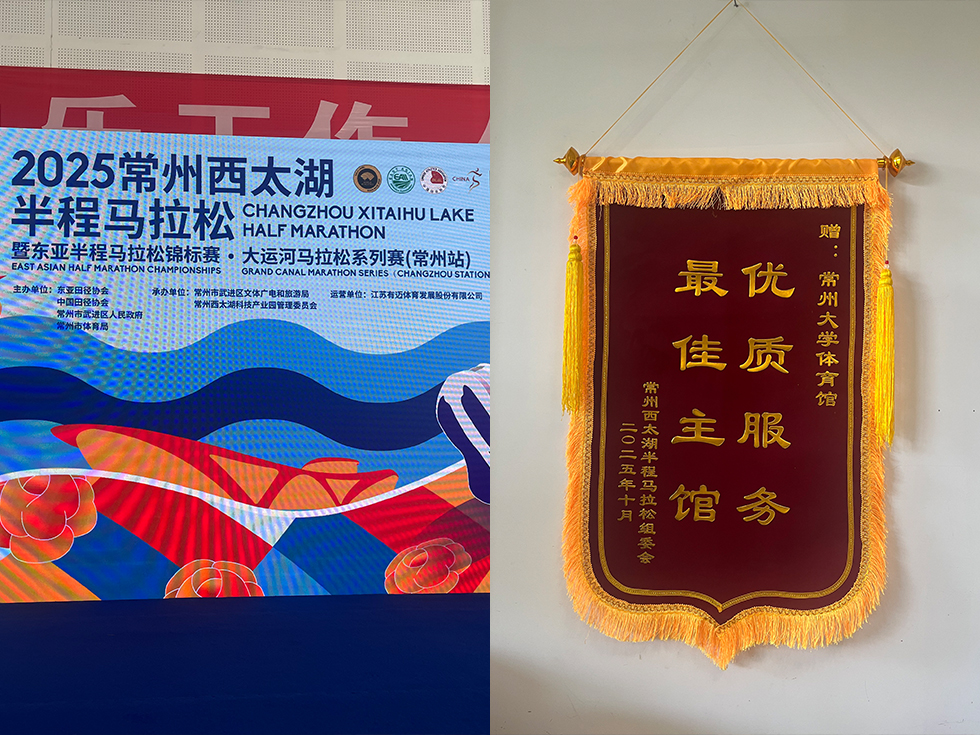 乐工作
2025常州西太湖
半程马拉松
CHANGZHOU XITAIHU LAKE
HALF MARATHON
CHINA
暨东亚半程马拉松锦标赛·大运河马拉松系列赛(常州站)
EAST ASIAN HALF MARATHON CHAMPIONSHIPS GRAND CANAL MARATHON SERIES (CHANGZHOU STATION
主办单位：东亚田径协会
中国田径协会
常州市武进区人民政府
常州市体育局
承办单位：常州市武进区文体广电和旅游局
常州西太湖科技产业园管理委员会
运营单位：江苏有迈体育发展股份有限公司
赠：常州大学体育馆
优质服务
最佳主馆
常州西太湖半程马拉松组委会
二〇二五年十月